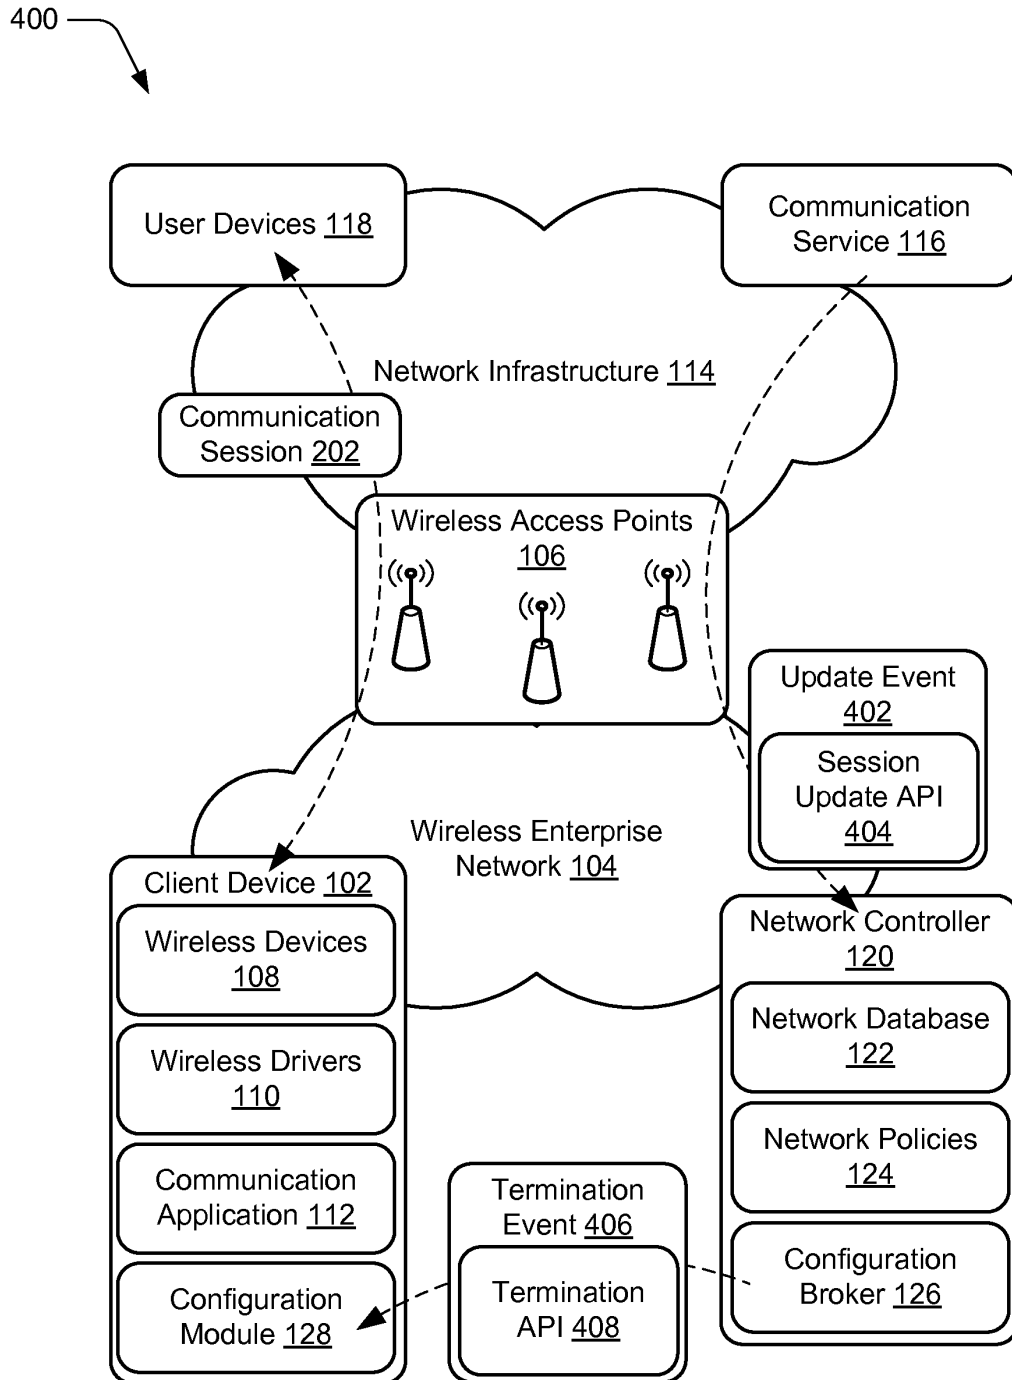 400
User Devices 118
Communication
Service 116
Network Infrastructure 114
Communication
Session 202
Wireless Access Points
106
Update Event
402
Session
Update API
404
Wireless Enterprise
Network 104
Client Device 102
Wireless Devices
108
Wireless Drivers
110
Communication
Application 112
Configuration
Module 128
Network Controller
120
Network Database
122
Network Policies
124
Configuration
Broker 126
Termination
Event 406
Termination
API 408